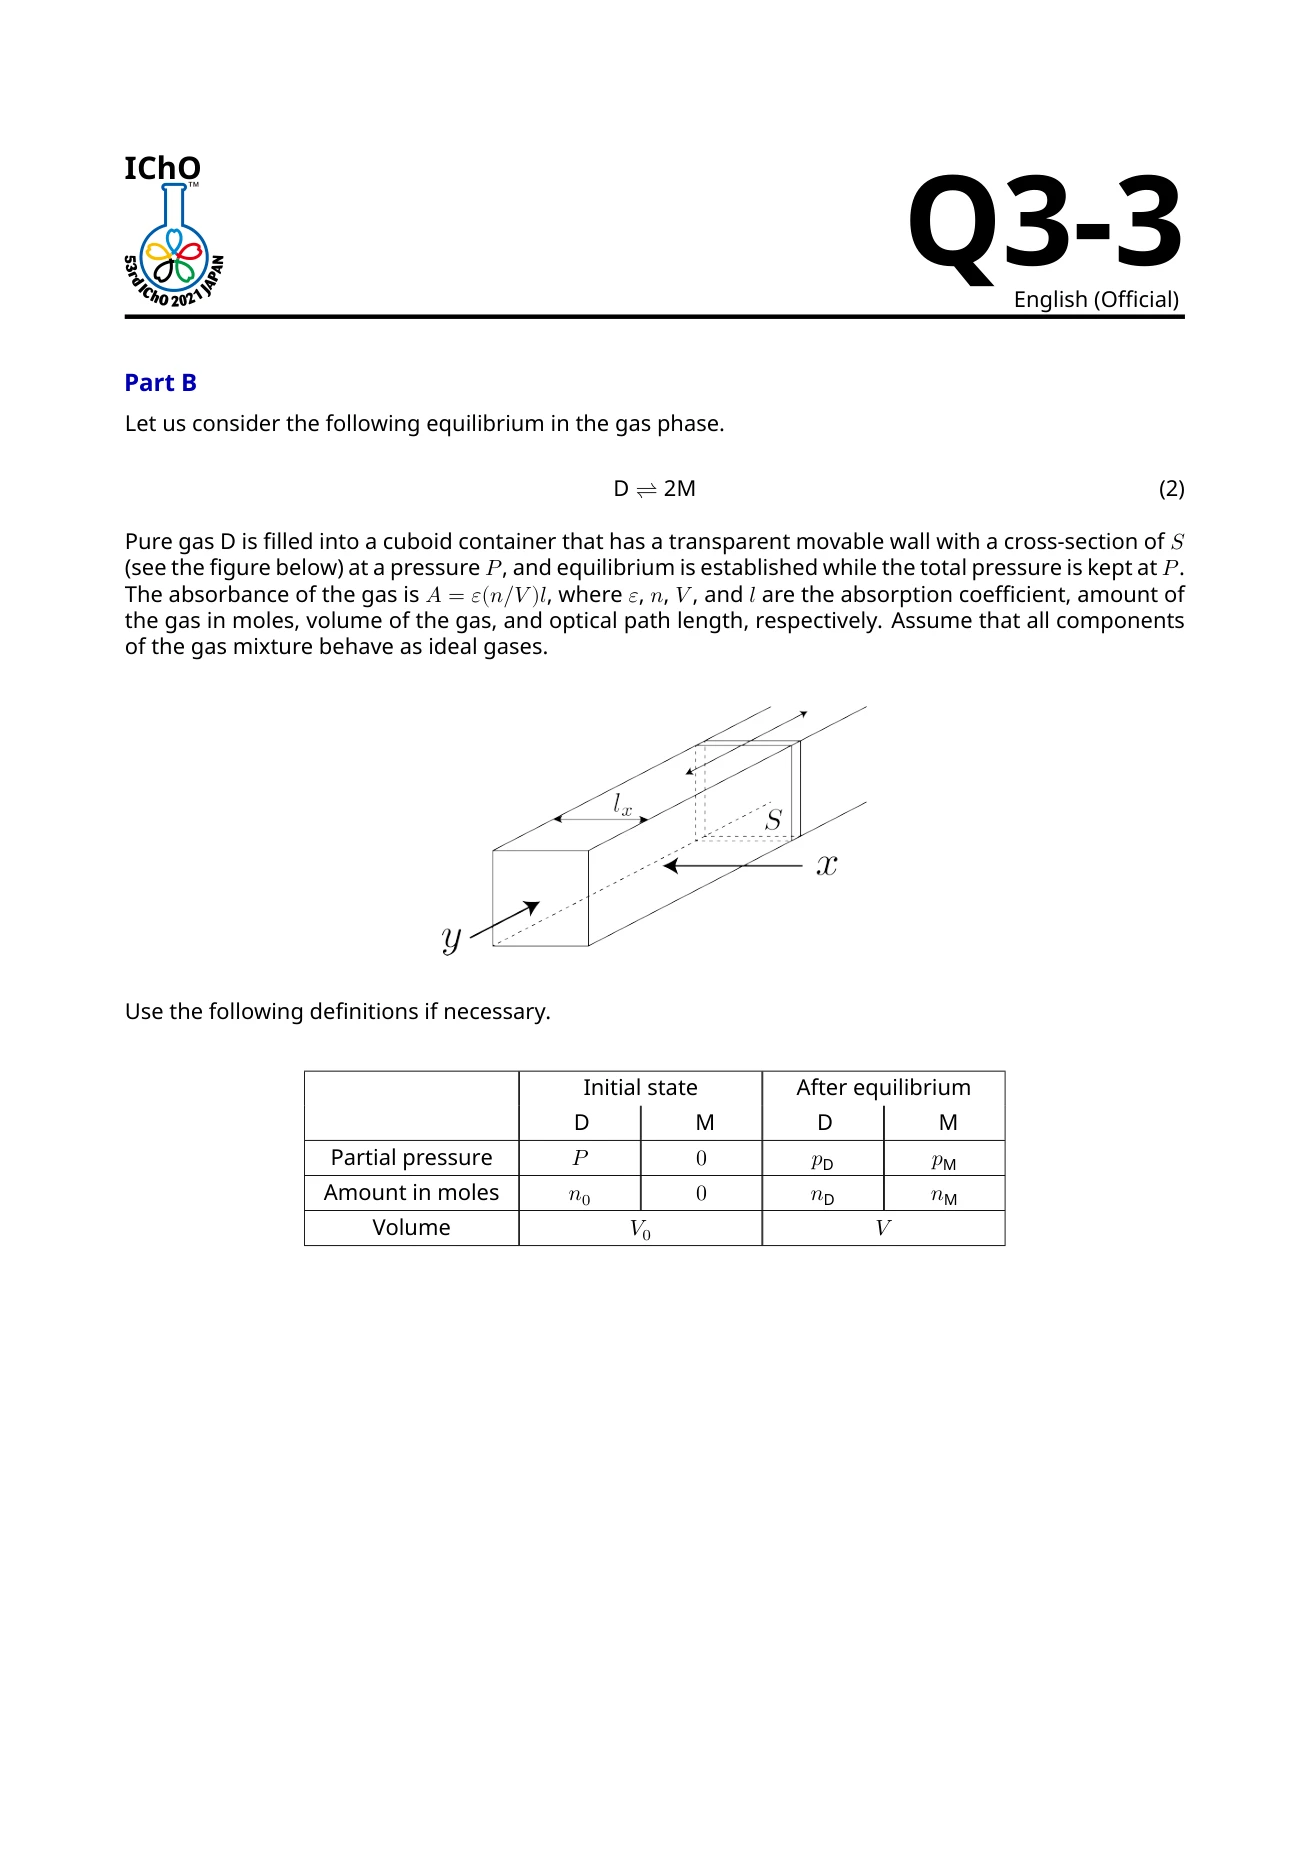 IChO
TM
53rd IChO 2021 JAPAN
Q3-3
English (Official)
Part B
Let us consider the following equilibrium in the gas phase.
D ⇌ 2M (2)
Pure gas D is filled into a cuboid container that has a transparent movable wall with a cross-section of S
(see the figure below) at a pressure P, and equilibrium is established while the total pressure is kept at P.
The absorbance of the gas is A = ε(n/V)l, where ε, n, V, and l are the absorption coefficient, amount of
the gas in moles, volume of the gas, and optical path length, respectively. Assume that all components
of the gas mixture behave as ideal gases.
l_x
S
x
y
Use the following definitions if necessary.
Initial state After equilibrium
D M D M
Partial pressure P 0 p_D p_M
Amount in moles n_0 0 n_D n_M
Volume V_0 V